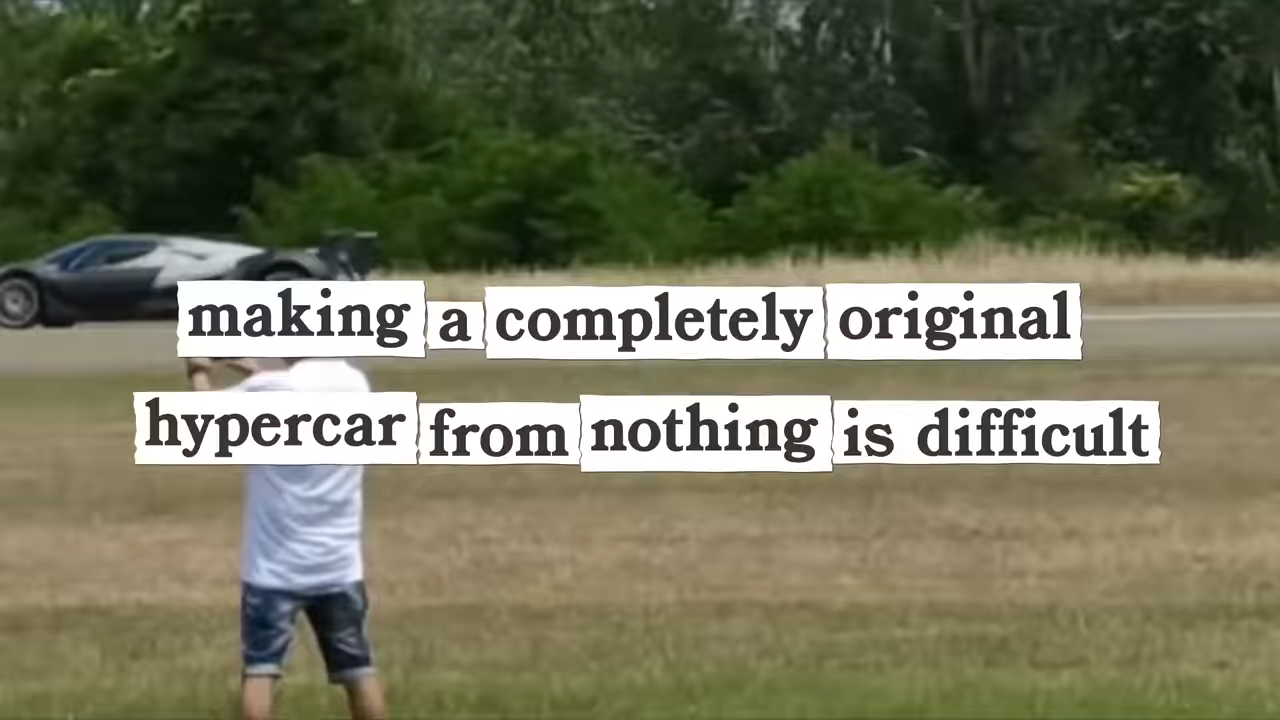 making a completely original
hypercar from nothing is difficult